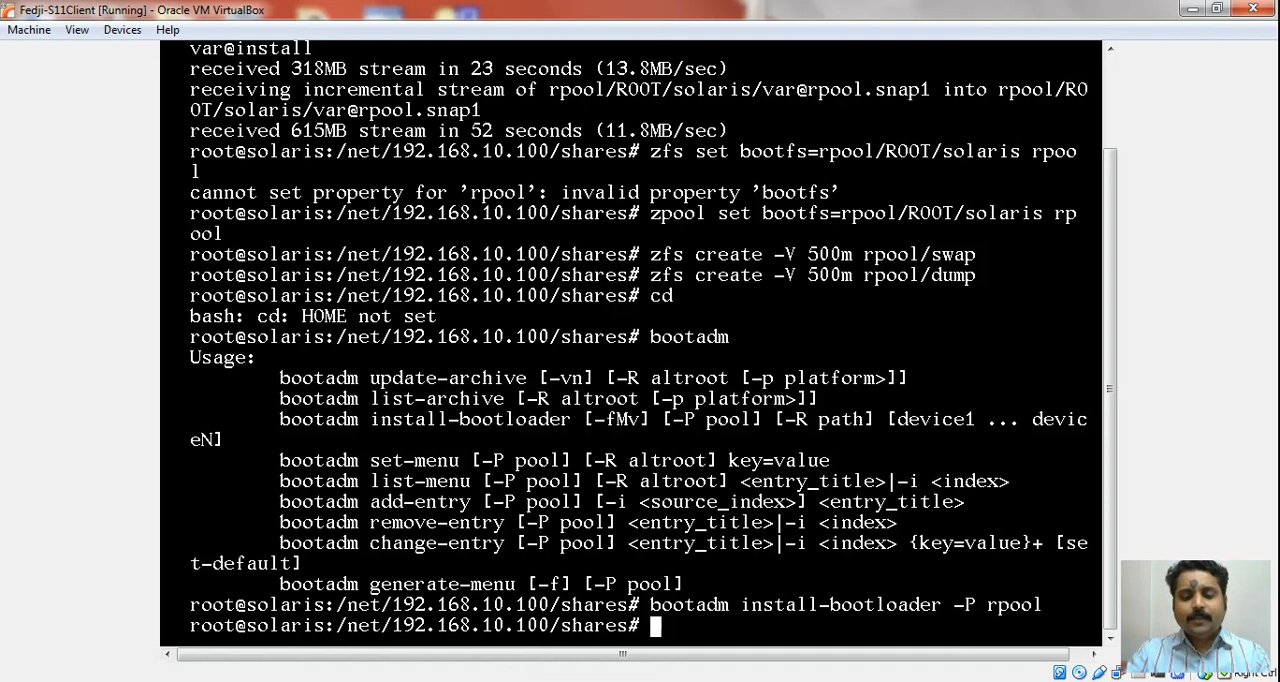 Fedji-S11Client [Running] - Oracle VM VirtualBox
Machine View Devices Help
var@install
received 318MB stream in 23 seconds (13.8MB/sec)
receiving incremental stream of rpool/ROOT/solaris/var@rpool.snap1 into rpool/RO
OT/solaris/var@rpool.snap1
received 615MB stream in 52 seconds (11.8MB/sec)
root@solaris:/net/192.168.10.100/shares# zfs set bootfs=rpool/ROOT/solaris rpoo
l
cannot set property for 'rpool': invalid property 'bootfs'
root@solaris:/net/192.168.10.100/shares# zpool set bootfs=rpool/ROOT/solaris rp
ool
root@solaris:/net/192.168.10.100/shares# zfs create -V 500m rpool/swap
root@solaris:/net/192.168.10.100/shares# zfs create -V 500m rpool/dump
root@solaris:/net/192.168.10.100/shares# cd
bash: cd: HOME not set
root@solaris:/net/192.168.10.100/shares# bootadm
Usage:
bootadm update-archive [-vn] [-R altroot [-p platform>]]
bootadm list-archive [-R altroot [-p platform>]]
bootadm install-bootloader [-fMv] [-P pool] [-R path] [device1 ... devic
eN]
bootadm set-menu [-P pool] [-R altroot] key=value
bootadm list-menu [-P pool] [-R altroot] <entry_title>|-i <index>
bootadm add-entry [-P pool] [-i <source_index>] <entry_title>
bootadm remove-entry [-P pool] <entry_title>|-i <index>
bootadm change-entry [-P pool] <entry_title>|-i <index> {key=value}+ [se
t-default]
bootadm generate-menu [-f] [-P pool]
root@solaris:/net/192.168.10.100/shares# bootadm install-bootloader -P rpool
root@solaris:/net/192.168.10.100/shares#
Right Ctrl